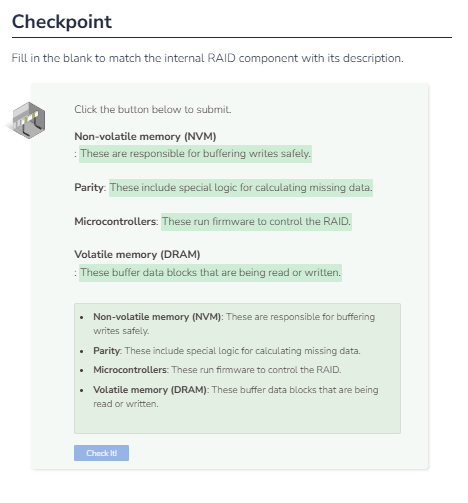 Checkpoint
Fill in the blank to match the internal RAID component with its description.
Click the button below to submit.
Non-volatile memory (NVM)
: These are responsible for buffering writes safely.
Parity: These include special logic for calculating missing data.
Microcontrollers: These run firmware to control the RAID.
Volatile memory (DRAM)
: These buffer data blocks that are being read or written.
• Non-volatile memory (NVM): These are responsible for buffering
writes safely.
• Parity: These include special logic for calculating missing data.
• Microcontrollers: These run firmware to control the RAID.
• Volatile memory (DRAM): These buffer data blocks that are being
read or written.
Check It!